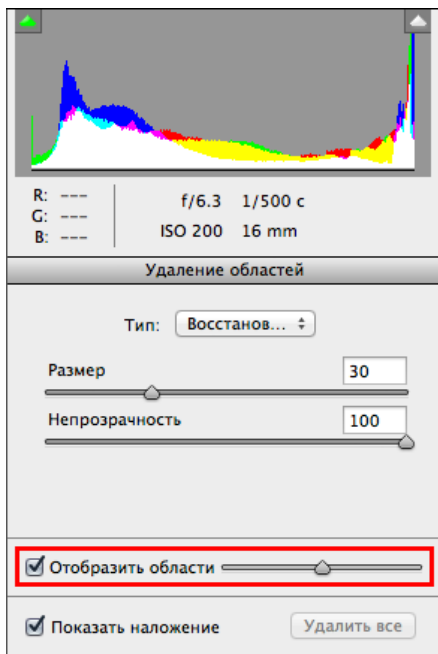 R: ---
G: ---
B: ---
f/6.3 1/500 с
ISO 200 16 mm
Удаление областей
Тип: Восстанов...
Размер 30
Непрозрачность 100
Отобразить области
Показать наложение Удалить все